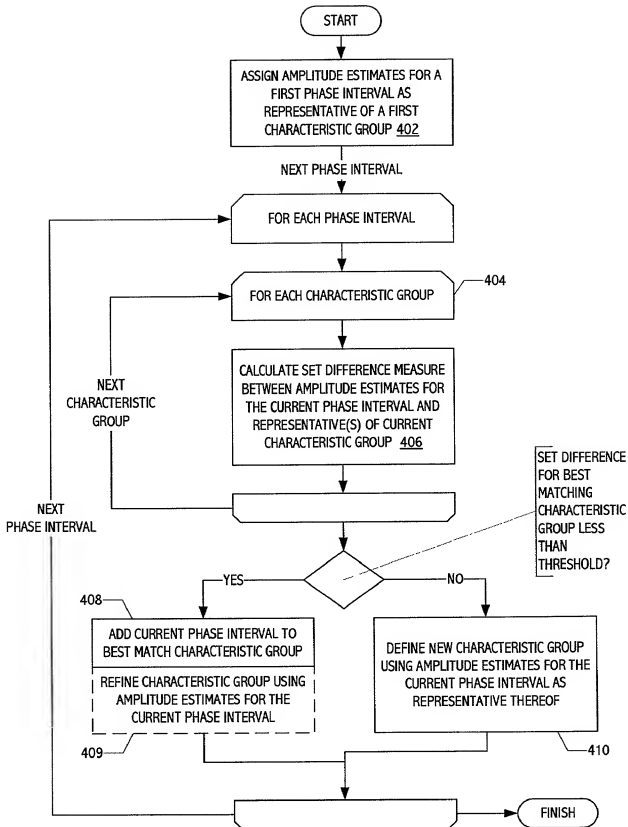 START
ASSIGN AMPLITUDE ESTIMATES FOR A
FIRST PHASE INTERVAL AS
REPRESENTATIVE OF A FIRST
CHARACTERISTIC GROUP 402
NEXT PHASE INTERVAL
FOR EACH PHASE INTERVAL
FOR EACH CHARACTERISTIC GROUP
404
CALCULATE SET DIFFERENCE MEASURE
BETWEEN AMPLITUDE ESTIMATES FOR
THE CURRENT PHASE INTERVAL AND
REPRESENTATIVE(S) OF CURRENT
CHARACTERISTIC GROUP 406
NEXT
CHARACTERISTIC
GROUP
SET DIFFERENCE
FOR BEST
MATCHING
CHARACTERISTIC
GROUP LESS
THAN
THRESHOLD?
NEXT
PHASE INTERVAL
YES
NO
408
ADD CURRENT PHASE INTERVAL TO
BEST MATCH CHARACTERISTIC GROUP
REFINE CHARACTERISTIC GROUP USING
AMPLITUDE ESTIMATES FOR THE
CURRENT PHASE INTERVAL
409
DEFINE NEW CHARACTERISTIC GROUP
USING AMPLITUDE ESTIMATES FOR THE
CURRENT PHASE INTERVAL AS
REPRESENTATIVE THEREOF
410
FINISH